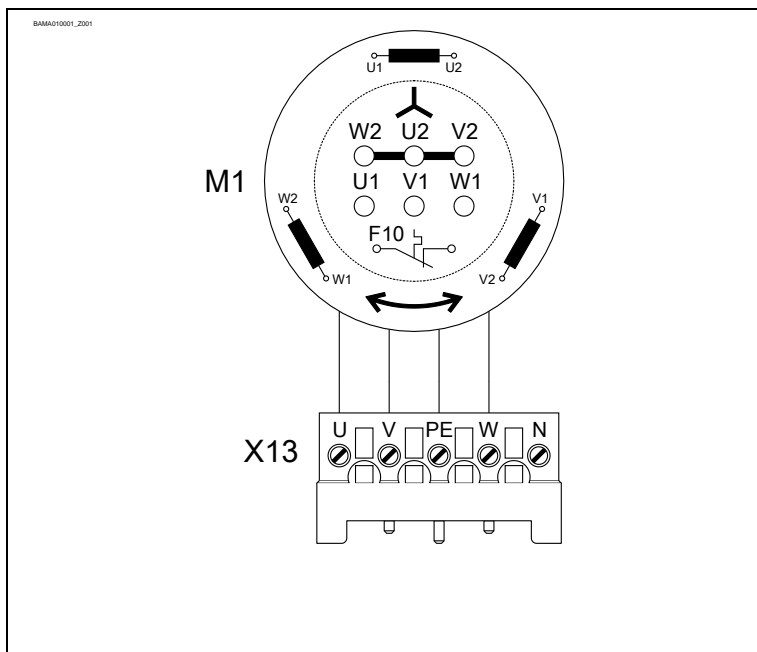 BAMA010001_Z001
U1 U2
W2 U2 V2
M1
U1 V1 W1
W2 V1
F10
W1 V2
U V PE W N
X13